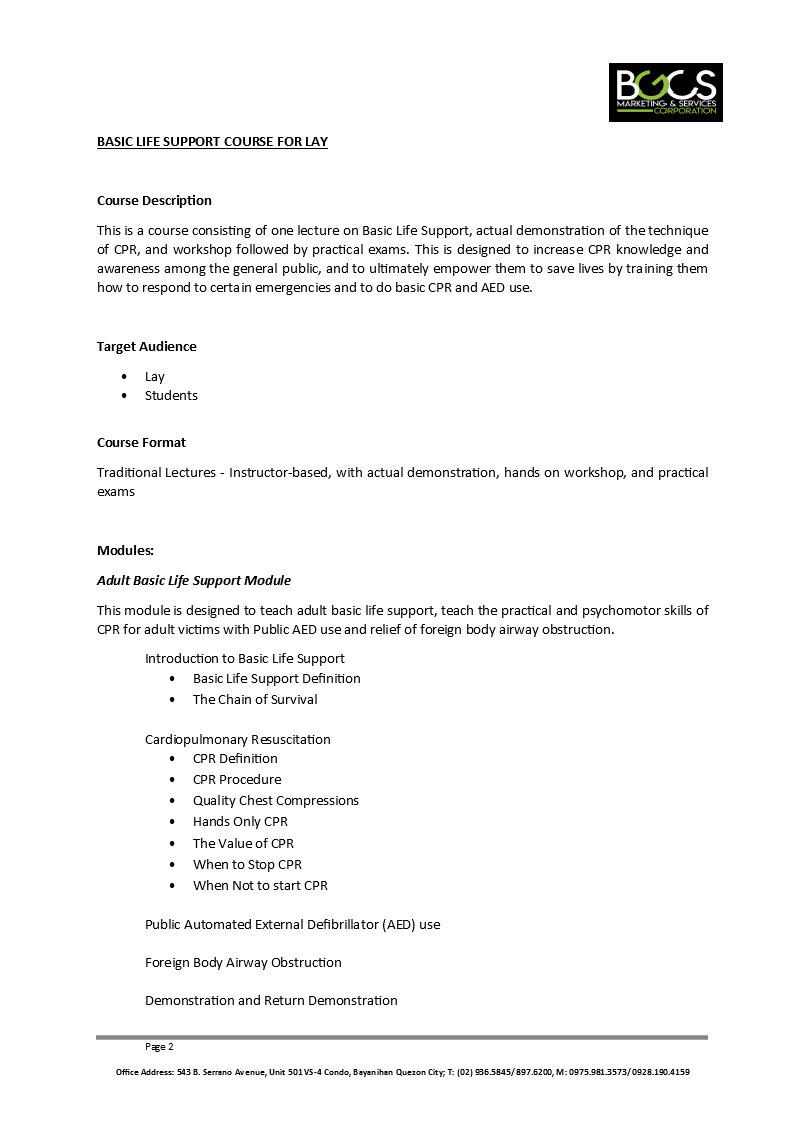 BGCS
MARKETING & SERVICES
CORPORATION
BASIC LIFE SUPPORT COURSE FOR LAY
Course Description
This is a course consisting of one lecture on Basic Life Support, actual demonstration of the technique
of CPR, and workshop followed by practical exams. This is designed to increase CPR knowledge and
awareness among the general public, and to ultimately empower them to save lives by training them
how to respond to certain emergencies and to do basic CPR and AED use.
Target Audience
• Lay
• Students
Course Format
Traditional Lectures - Instructor-based, with actual demonstration, hands on workshop, and practical
exams
Modules:
Adult Basic Life Support Module
This module is designed to teach adult basic life support, teach the practical and psychomotor skills of
CPR for adult victims with Public AED use and relief of foreign body airway obstruction.
Introduction to Basic Life Support
• Basic Life Support Definition
• The Chain of Survival
Cardiopulmonary Resuscitation
• CPR Definition
• CPR Procedure
• Quality Chest Compressions
• Hands Only CPR
• The Value of CPR
• When to Stop CPR
• When Not to start CPR
Public Automated External Defibrillator (AED) use
Foreign Body Airway Obstruction
Demonstration and Return Demonstration
Page 2
Office Address: 543 B. Serrano Avenue, Unit 501 VS-4 Condo, Bayanihan Quezon City; T: (02) 936.5845/ 897.6200, M: 0975.981.3573/ 0928.190.4159